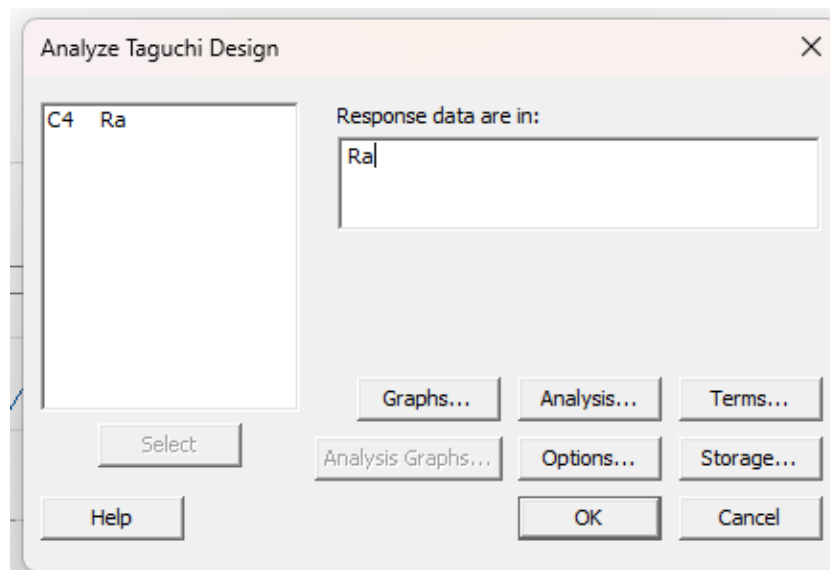 Analyze Taguchi Design
C4 Ra
Response data are in:
Ra
Graphs...
Analysis...
Terms...
Select
Analysis Graphs...
Options...
Storage...
Help
OK
Cancel